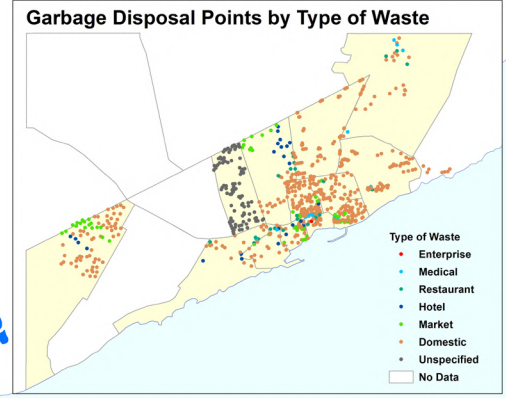 Garbage Disposal Points by Type of Waste
Type of Waste
Enterprise
Medical
Restaurant
Hotel
Market
Domestic
Unspecified
No Data